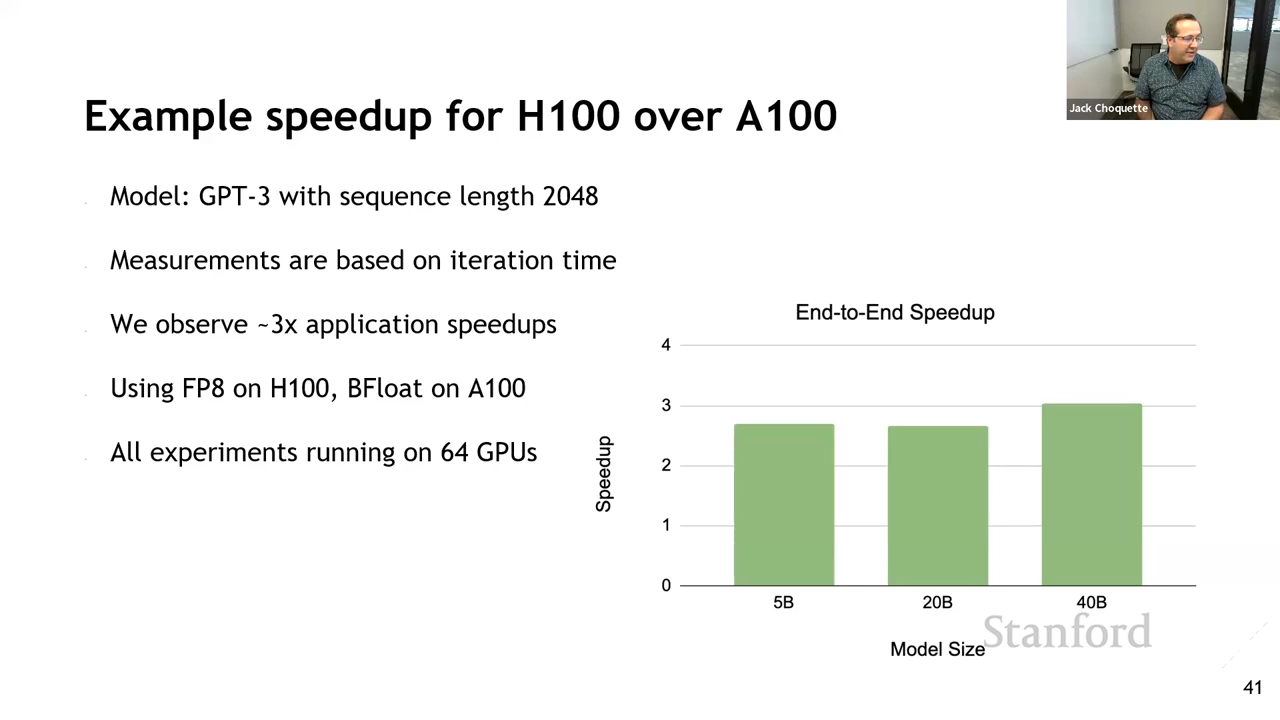 Jack Choquette
Example speedup for H100 over A100
Model: GPT-3 with sequence length 2048
Measurements are based on iteration time
We observe ~3x application speedups
Using FP8 on H100, BFloat on A100
All experiments running on 64 GPUs
End-to-End Speedup
4
3
2
1
0
Speedup
5B
20B
40B
Model Size
Stanford
41